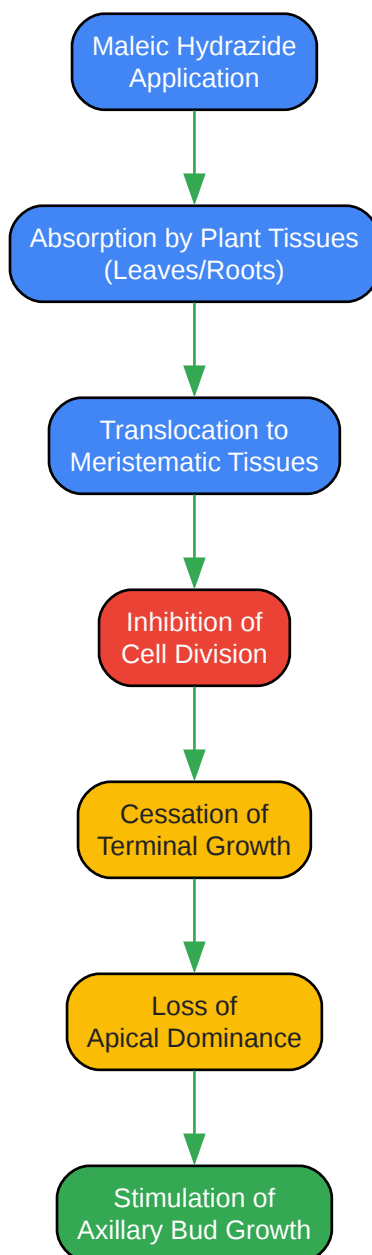 Maleic Hydrazide
Application
Absorption by Plant Tissues
(Leaves/Roots)
Translocation to
Meristematic Tissues
Inhibition of
Cell Division
Cessation of
Terminal Growth
Loss of
Apical Dominance
Stimulation of
Axillary Bud Growth